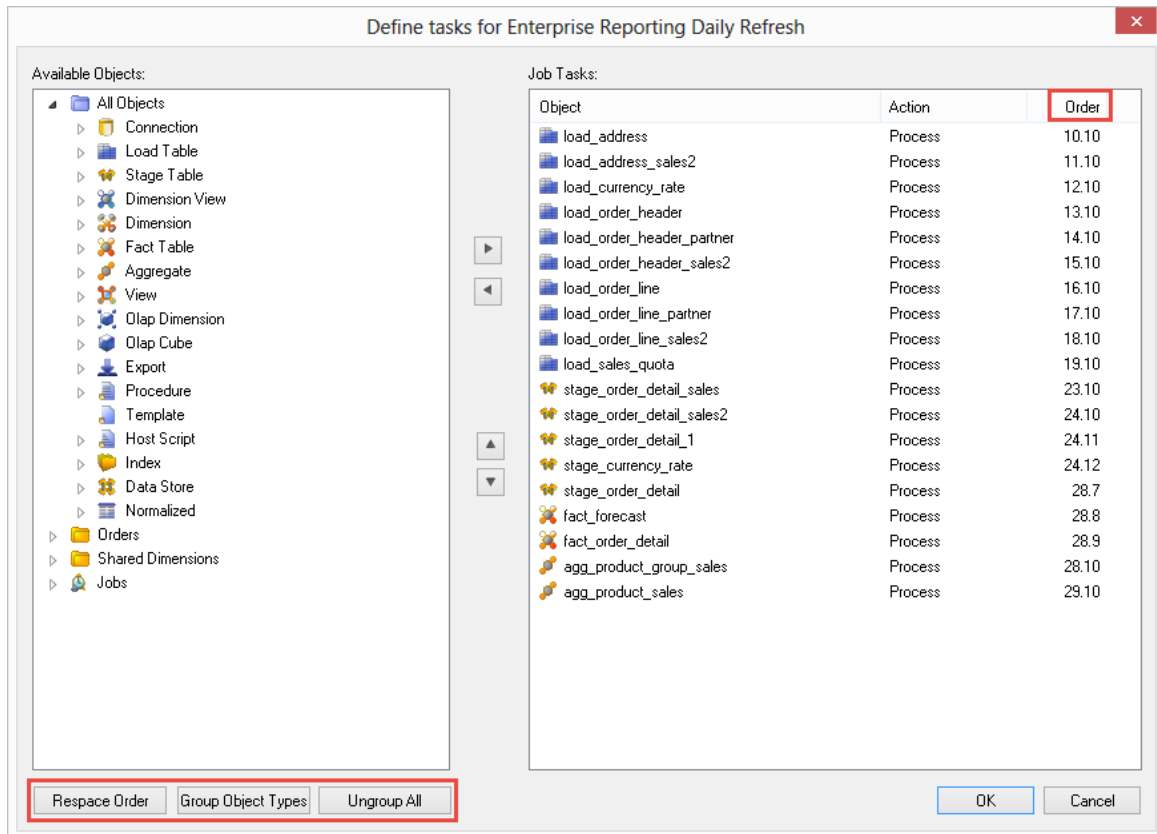 Define tasks for Enterprise Reporting Daily Refresh
Available Objects:
All Objects
Connection
Load Table
Stage Table
Dimension View
Dimension
Fact Table
Aggregate
View
Olap Dimension
Olap Cube
Export
Procedure
Template
Host Script
Index
Data Store
Normalized
Orders
Shared Dimensions
Jobs
Job Tasks:
Object Action Order
load_address Process 10.10
load_address_sales2 Process 11.10
load_currency_rate Process 12.10
load_order_header Process 13.10
load_order_header_partner Process 14.10
load_order_header_sales2 Process 15.10
load_order_line Process 16.10
load_order_line_partner Process 17.10
load_order_line_sales2 Process 18.10
load_sales_quota Process 19.10
stage_order_detail_sales Process 23.10
stage_order_detail_sales2 Process 24.10
stage_order_detail_1 Process 24.11
stage_currency_rate Process 24.12
stage_order_detail Process 28.7
fact_forecast Process 28.8
fact_order_detail Process 28.9
agg_product_group_sales Process 28.10
agg_product_sales Process 29.10
Respace Order Group Object Types Ungroup All
OK Cancel